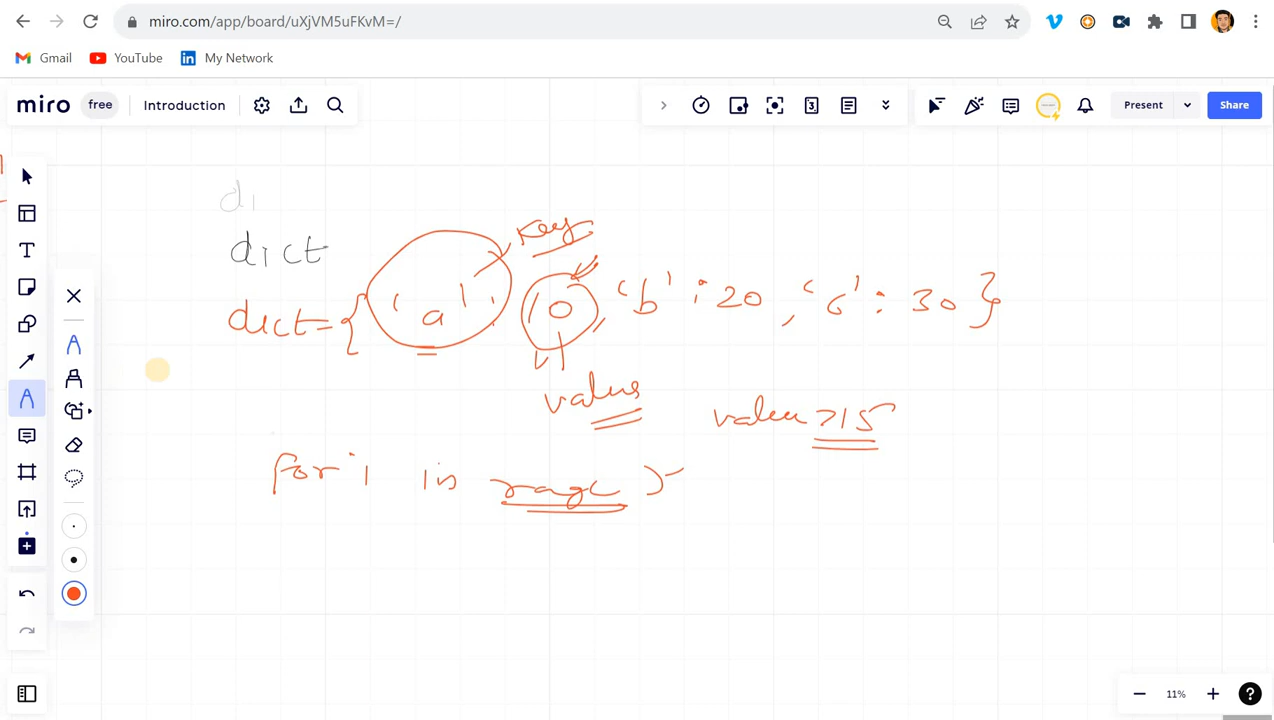 miro.com/app/board/uXjVM5uFKvM=/
Gmail YouTube My Network
miro free Introduction Present Share
di
dict
key
dict={'a': 10, 'b':20, 'c':30}
value
value >15
for i in range
11%